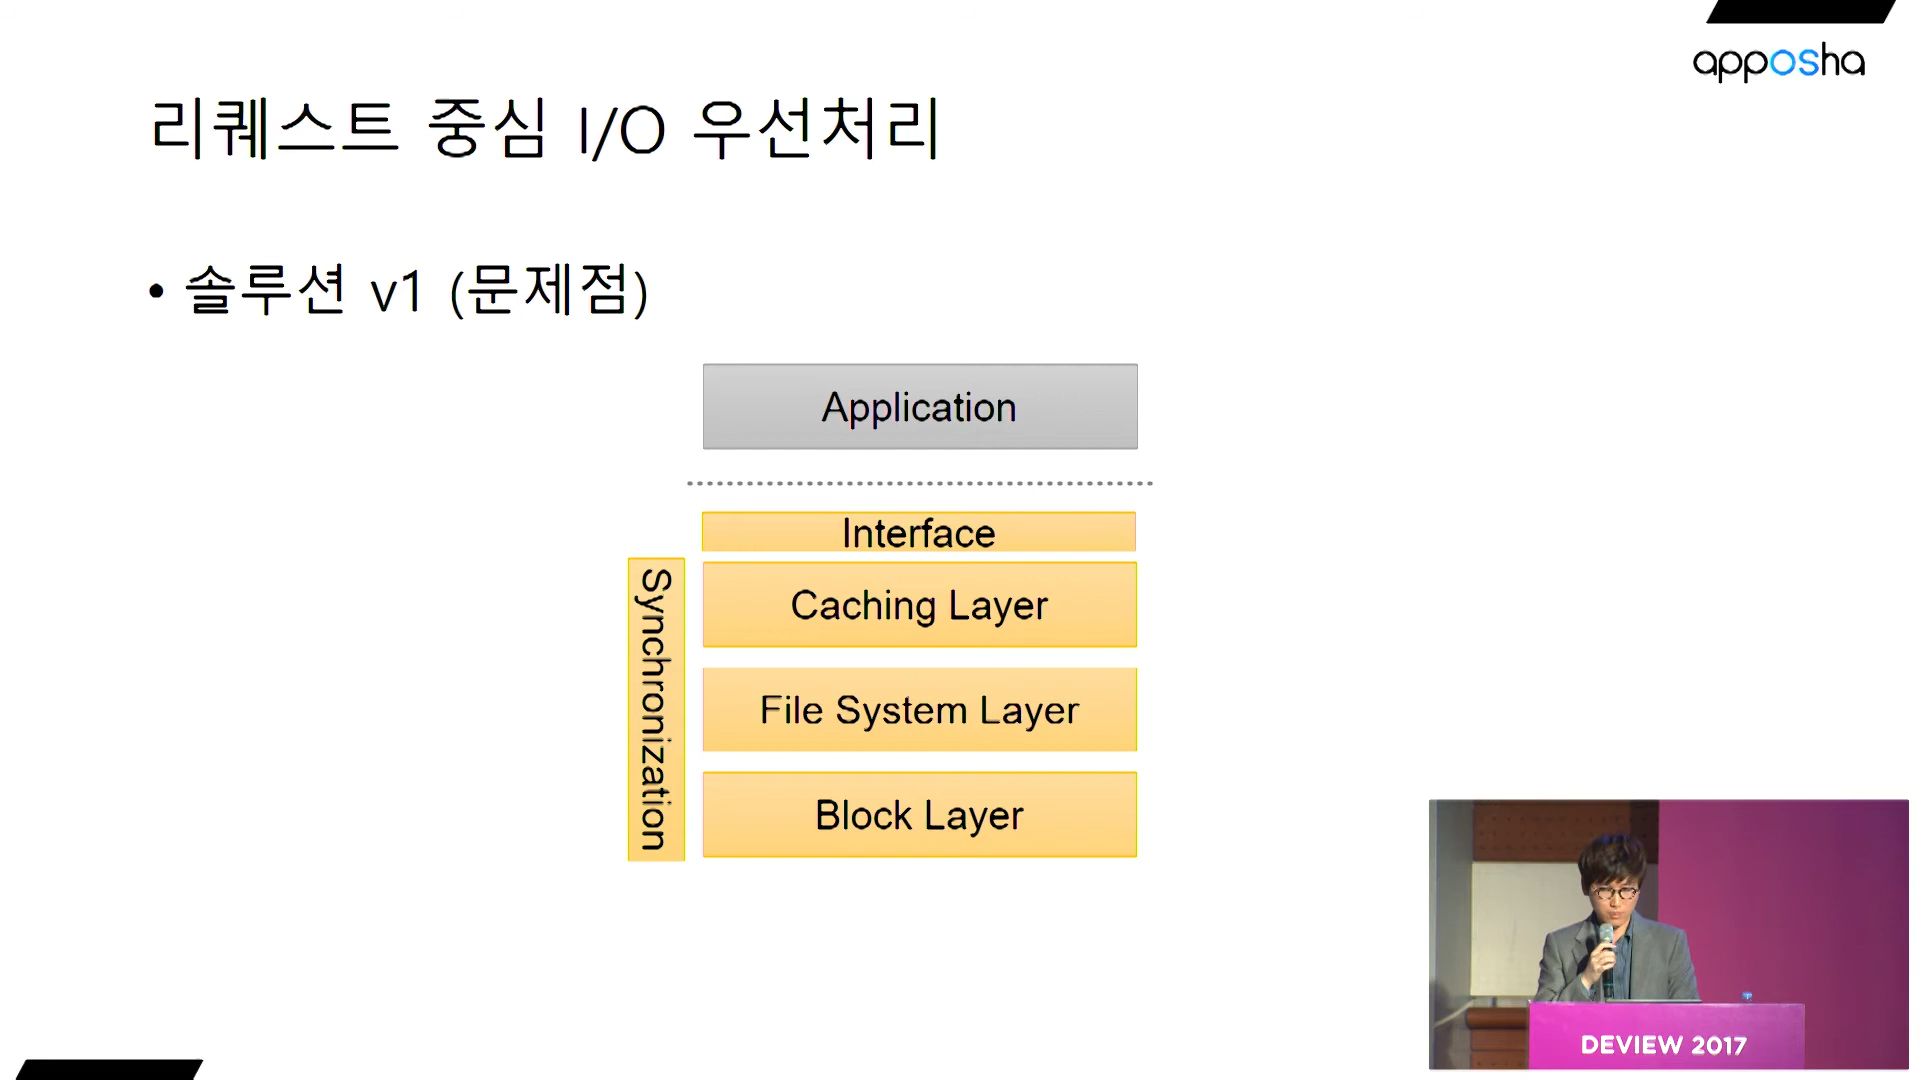 apposha
리퀘스트 중심 I/O 우선처리
• 솔루션 v1 (문제점)
Application
Interface
Synchronization
Caching Layer
File System Layer
Block Layer
DEVIEW 2017